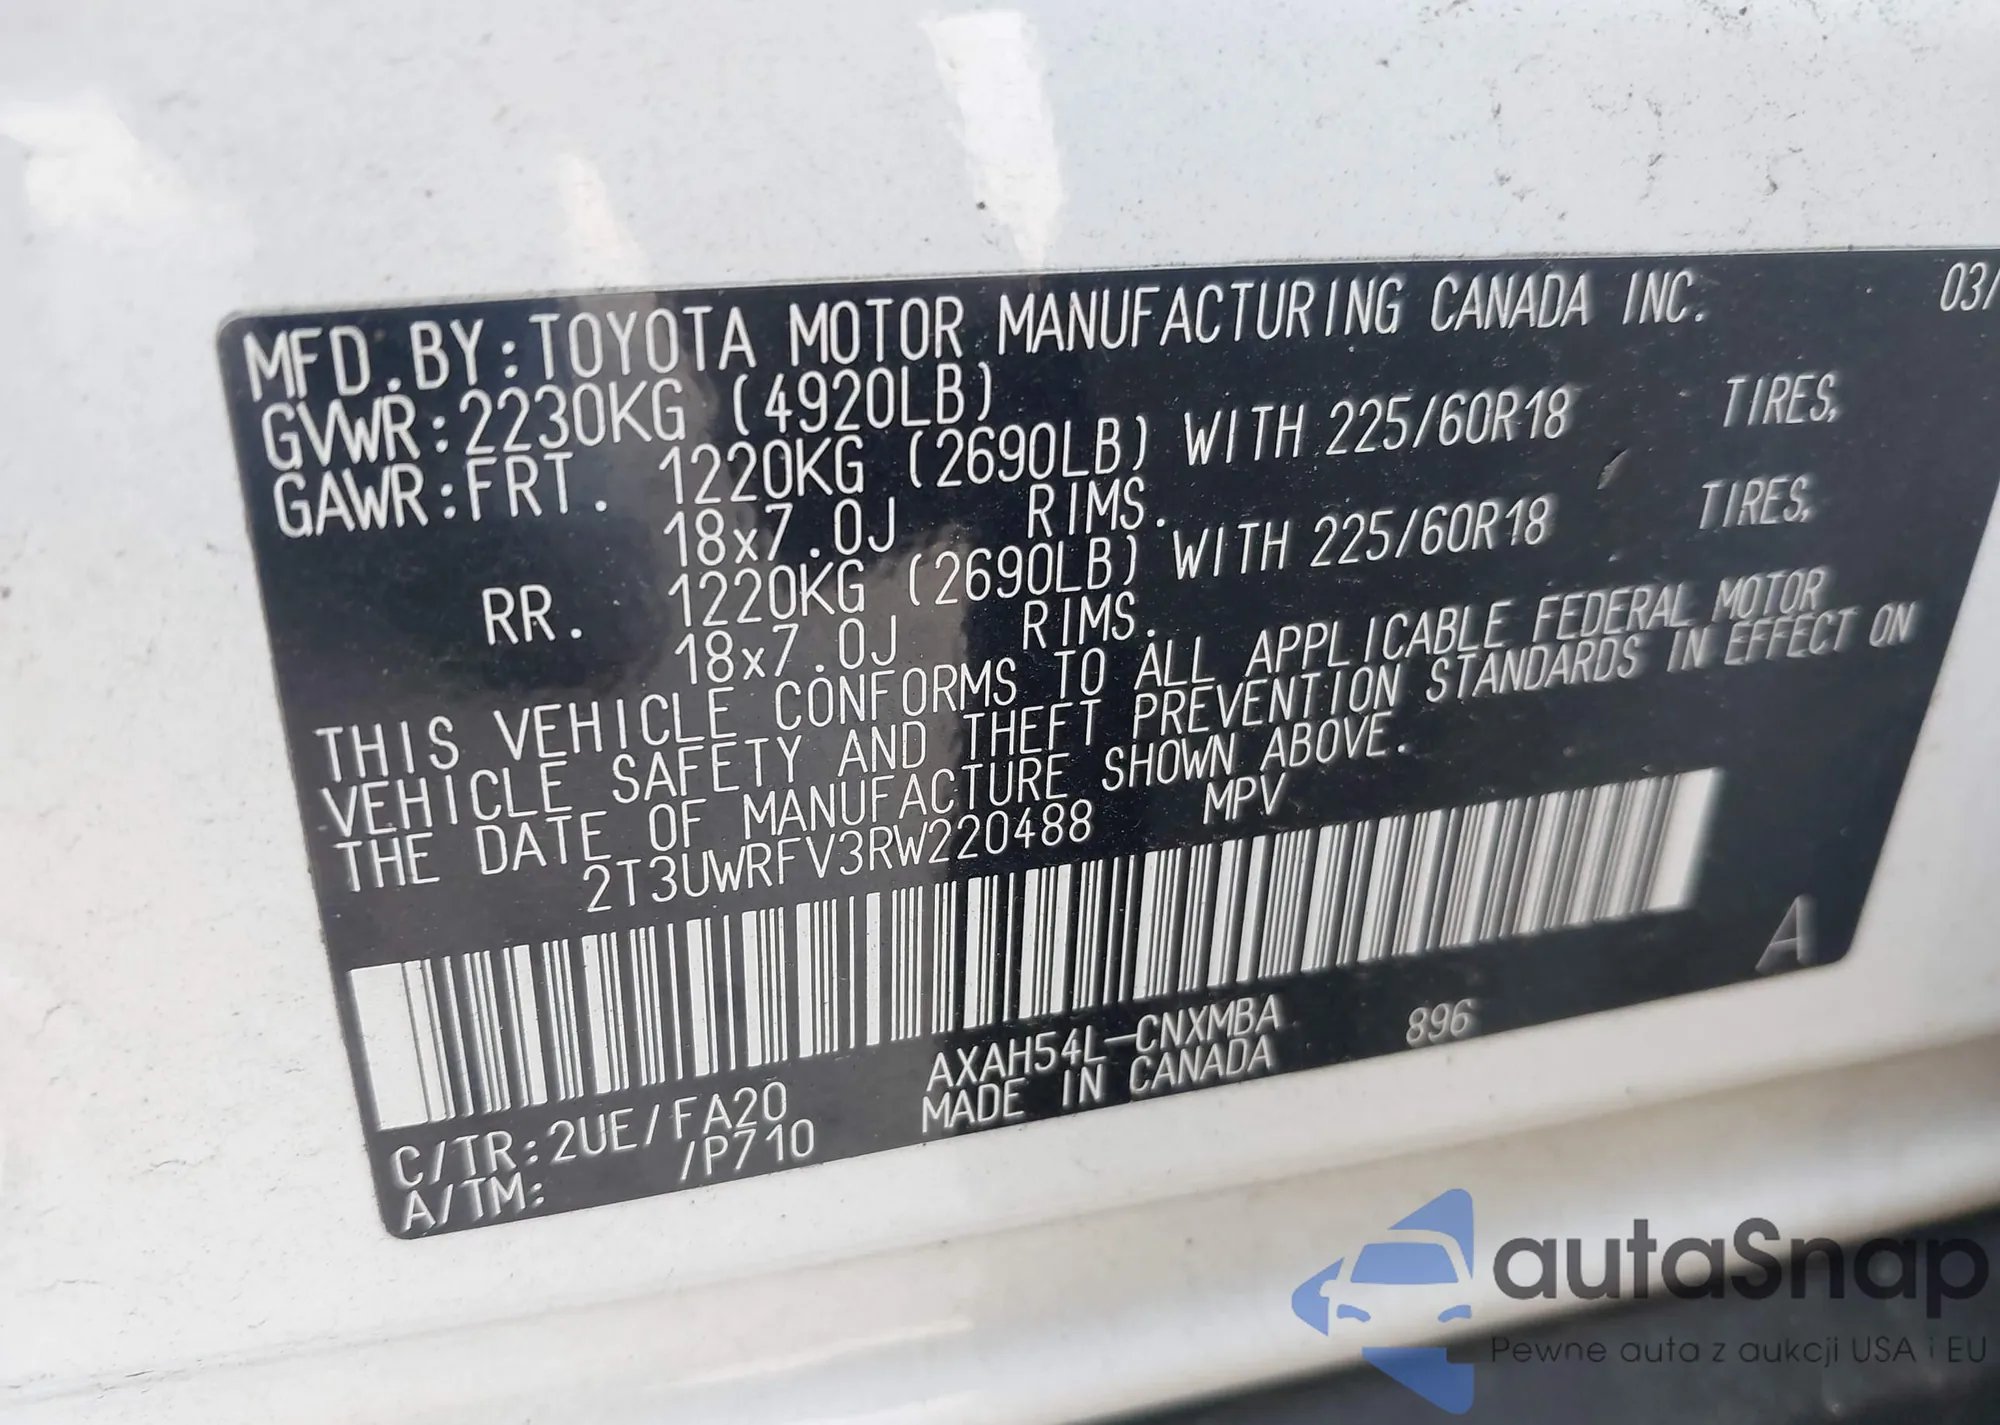 MFD.BY:TOYOTA MOTOR MANUFACTURING CANADA INC. 03/
GVWR:2230KG (4920LB)
GAWR:FRT. 1220KG (2690LB) WITH 225/60R18 TIRES,
18x7.0J RIMS.
RR. 1220KG (2690LB) WITH 225/60R18 TIRES,
18x7.0J RIMS.
THIS VEHICLE CONFORMS TO ALL APPLICABLE FEDERAL MOTOR
VEHICLE SAFETY AND THEFT PREVENTION STANDARDS IN EFFECT ON
THE DATE OF MANUFACTURE SHOWN ABOVE.
2T3UWRFV3RW220488 MPV
A
AXAH54L-CNXMBA 896
MADE IN CANADA
C/TR:2UE/FA20
A/TM: /P710
autaSnap
Pewne auta z aukcji USA i EU